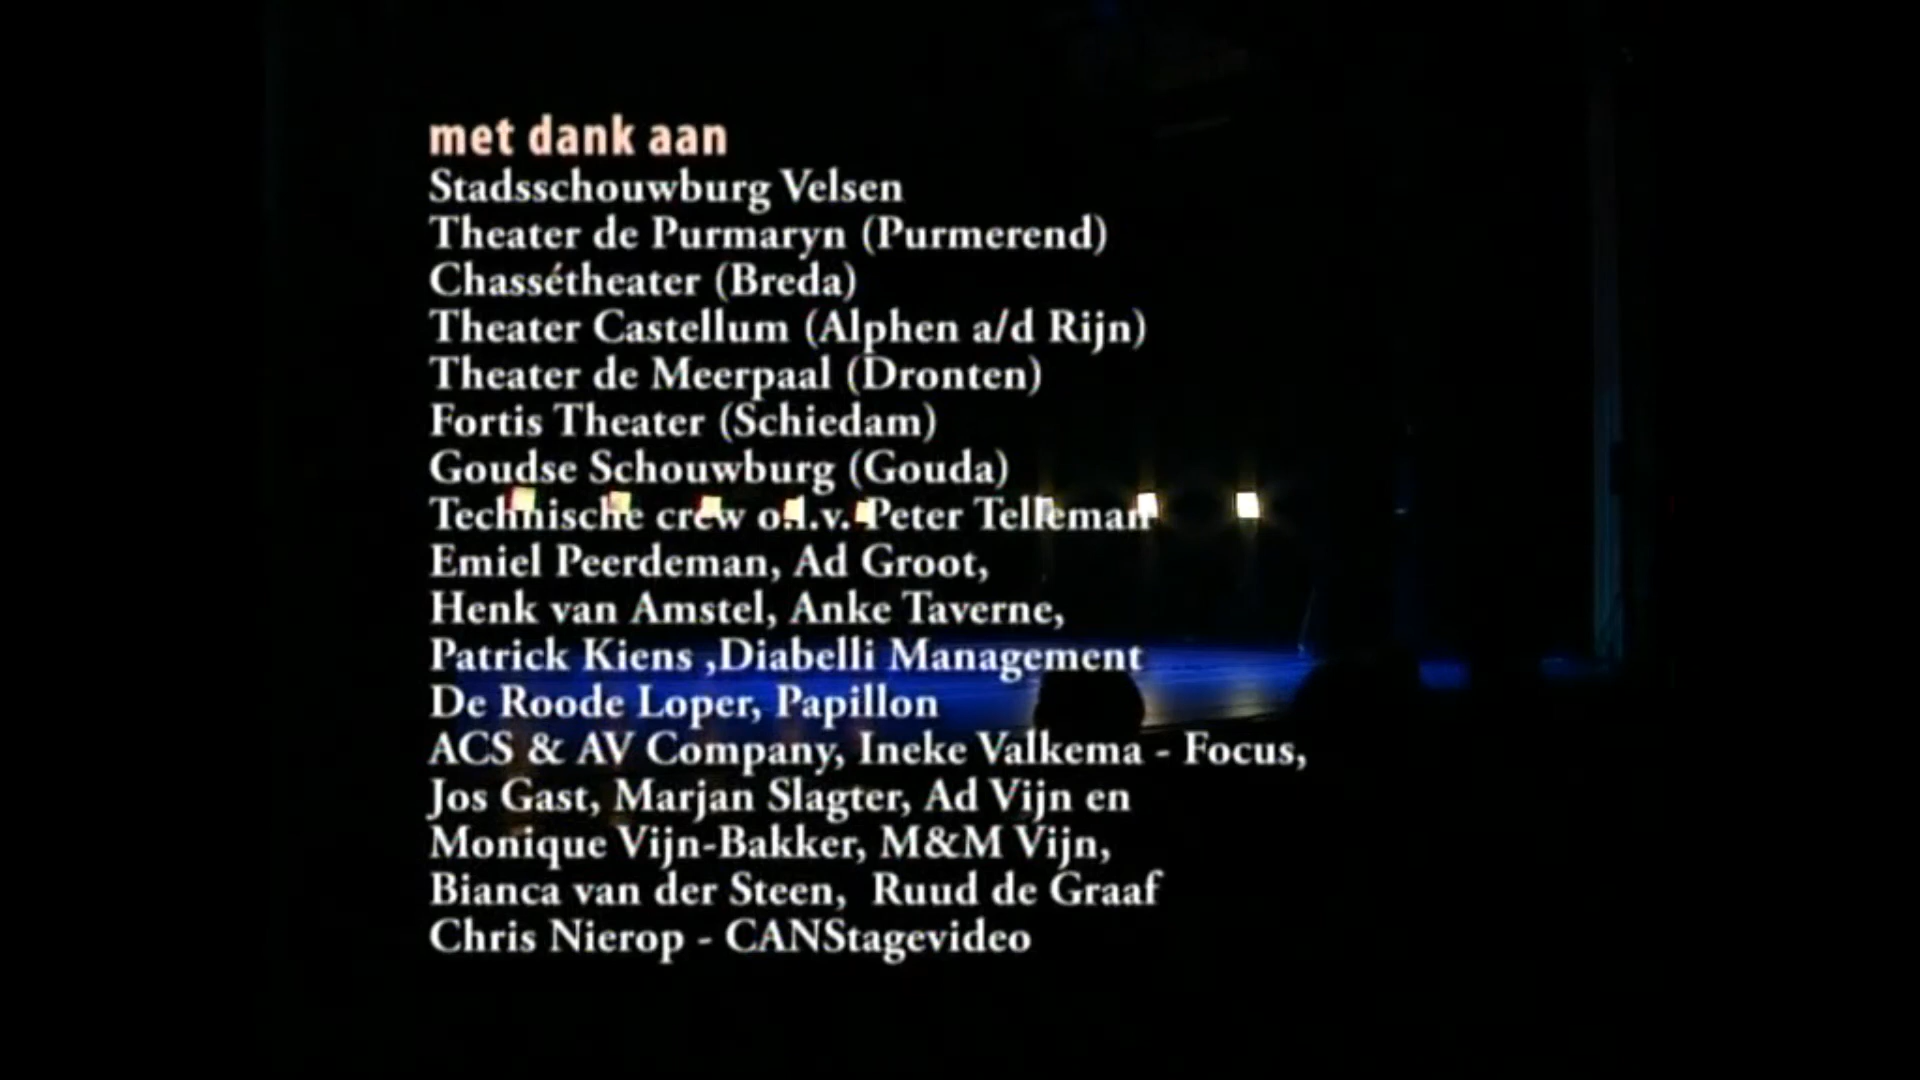 met dank aan
Stadsschouwburg Velsen
Theater de Purmaryn (Purmerend)
Chassétheater (Breda)
Theater Castellum (Alphen a/d Rijn)
Theater de Meerpaal (Dronten)
Fortis Theater (Schiedam)
Goudse Schouwburg (Gouda)
Technische crew o.l.v. Peter Telleman
Emiel Peerdeman, Ad Groot,
Henk van Amstel, Anke Taverne,
Patrick Kiens ,Diabelli Management
De Roode Loper, Papillon
ACS & AV Company, Ineke Valkema - Focus,
Jos Gast, Marjan Slagter, Ad Vijn en
Monique Vijn-Bakker, M&M Vijn,
Bianca van der Steen,  Ruud de Graaf
Chris Nierop - CANStagevideo